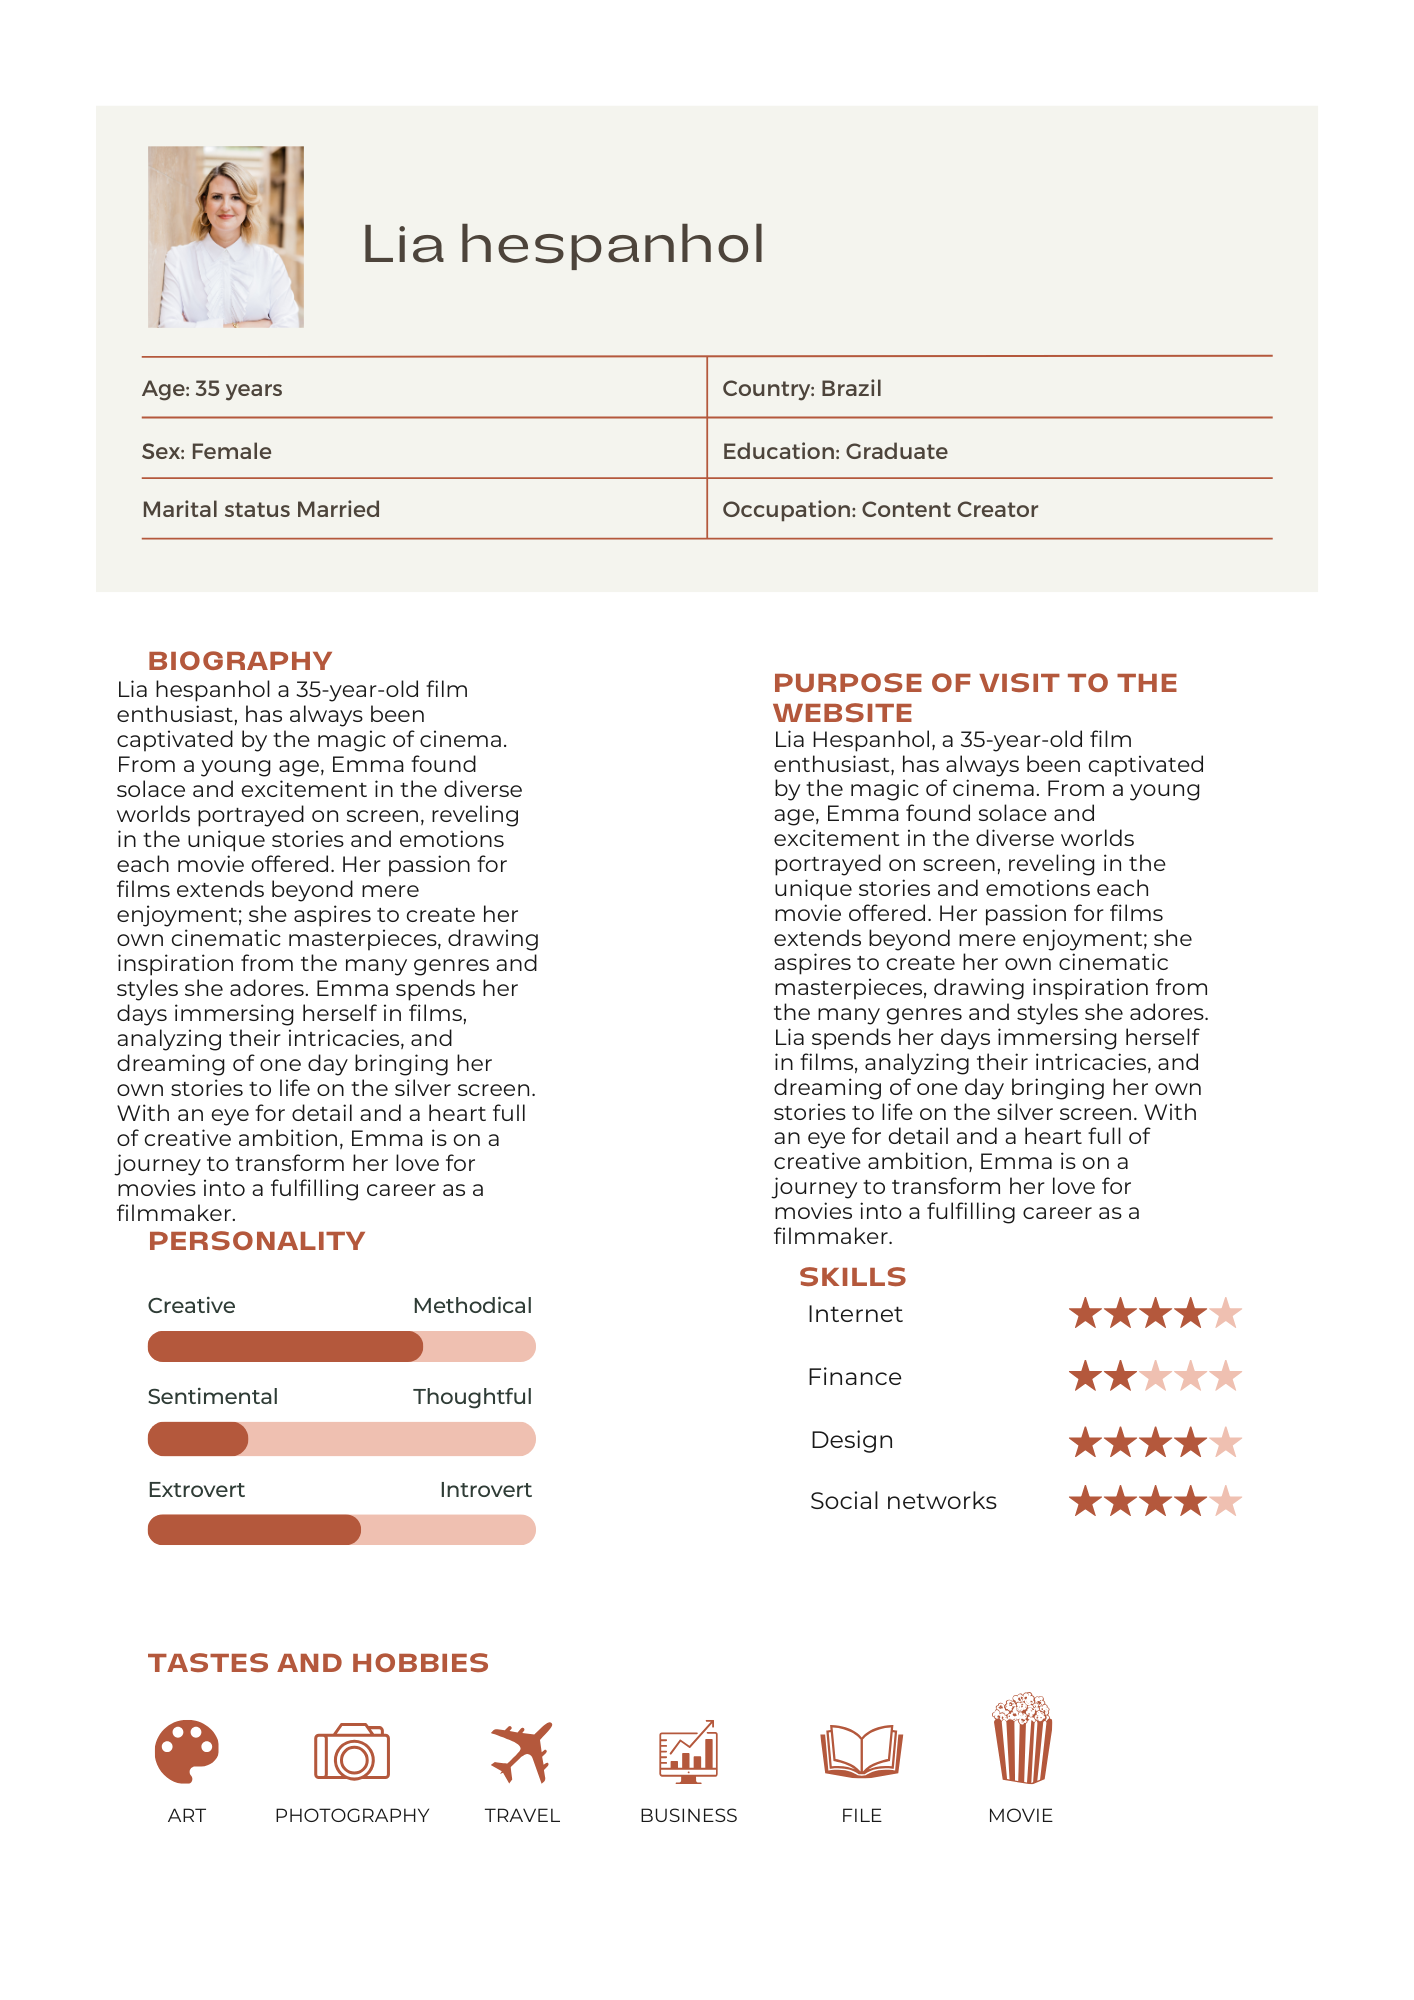 Lia hespanhol
Age: 35 years
Country: Brazil
Sex: Female
Education: Graduate
Marital status Married
Occupation: Content Creator
BIOGRAPHY
Lia hespanhol a 35-year-old film
enthusiast, has always been
captivated by the magic of cinema.
From a young age, Emma found
solace and excitement in the diverse
worlds portrayed on screen, reveling
in the unique stories and emotions
each movie offered. Her passion for
films extends beyond mere
enjoyment; she aspires to create her
own cinematic masterpieces, drawing
inspiration from the many genres and
styles she adores. Emma spends her
days immersing herself in films,
analyzing their intricacies, and
dreaming of one day bringing her
own stories to life on the silver screen.
With an eye for detail and a heart full
of creative ambition, Emma is on a
journey to transform her love for
movies into a fulfilling career as a
filmmaker.
PURPOSE OF VISIT TO THE
WEBSITE
Lia Hespanhol, a 35-year-old film
enthusiast, has always been captivated
by the magic of cinema. From a young
age, Emma found solace and
excitement in the diverse worlds
portrayed on screen, reveling in the
unique stories and emotions each
movie offered. Her passion for films
extends beyond mere enjoyment; she
aspires to create her own cinematic
masterpieces, drawing inspiration from
the many genres and styles she adores.
Lia spends her days immersing herself
in films, analyzing their intricacies, and
dreaming of one day bringing her own
stories to life on the silver screen. With
an eye for detail and a heart full of
creative ambition, Emma is on a
journey to transform her love for
movies into a fulfilling career as a
filmmaker.
PERSONALITY
Creative Methodical
Sentimental Thoughtful
Extrovert Introvert
SKILLS
Internet
Finance
Design
Social networks
TASTES AND HOBBIES
ART
PHOTOGRAPHY
TRAVEL
BUSINESS
FILE
MOVIE